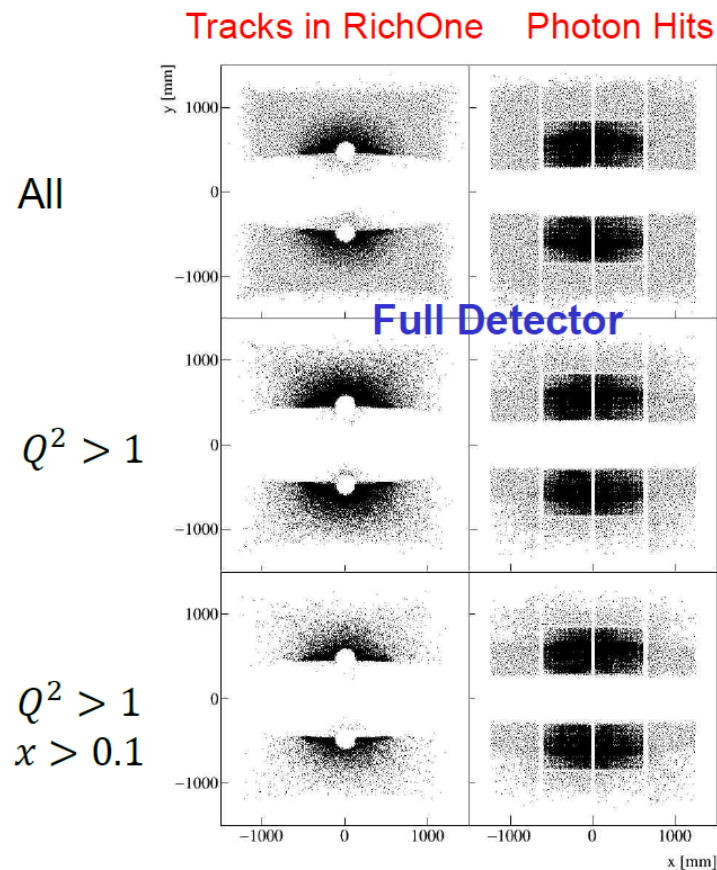 Tracks in RichOne Photon Hits
y [mm]
1000
0
−1000
All
Full Detector
1000
0
−1000
Q² > 1
1000
0
−1000
Q² > 1
x > 0.1
−1000 0 1000 −1000 0 1000
x [mm]